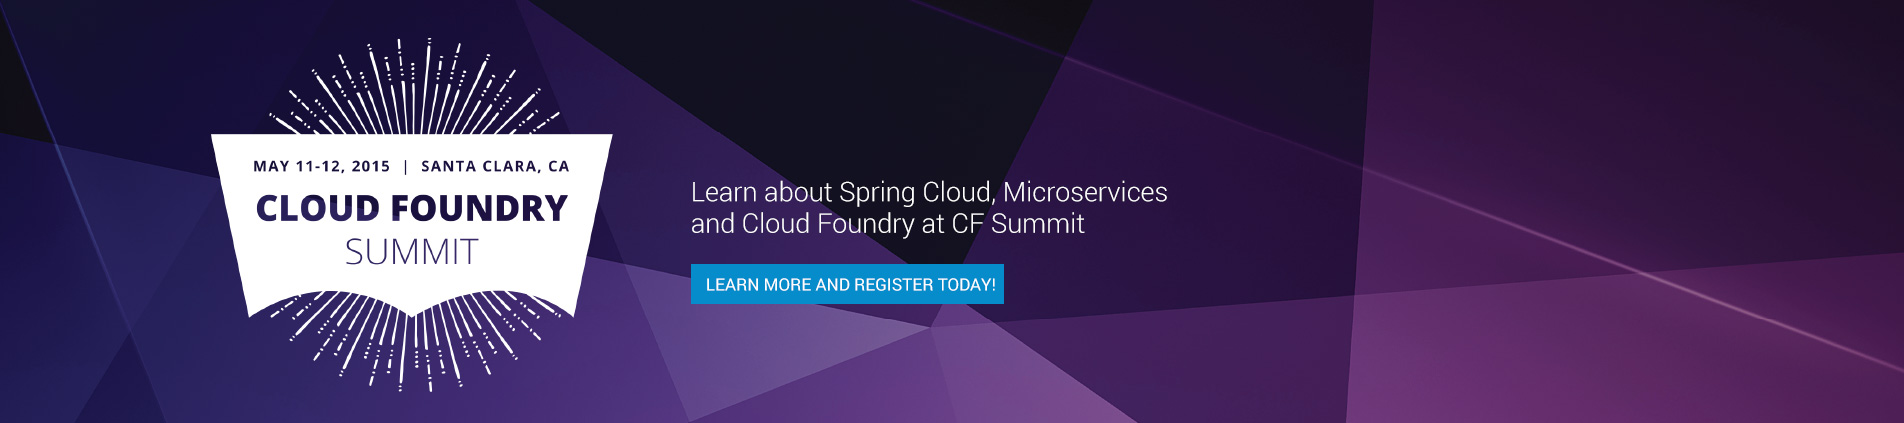 MAY 11-12, 2015 | SANTA CLARA, CA
CLOUD FOUNDRY
SUMMIT
Learn about Spring Cloud, Microservices
and Cloud Foundry at CF Summit
LEARN MORE AND REGISTER TODAY!